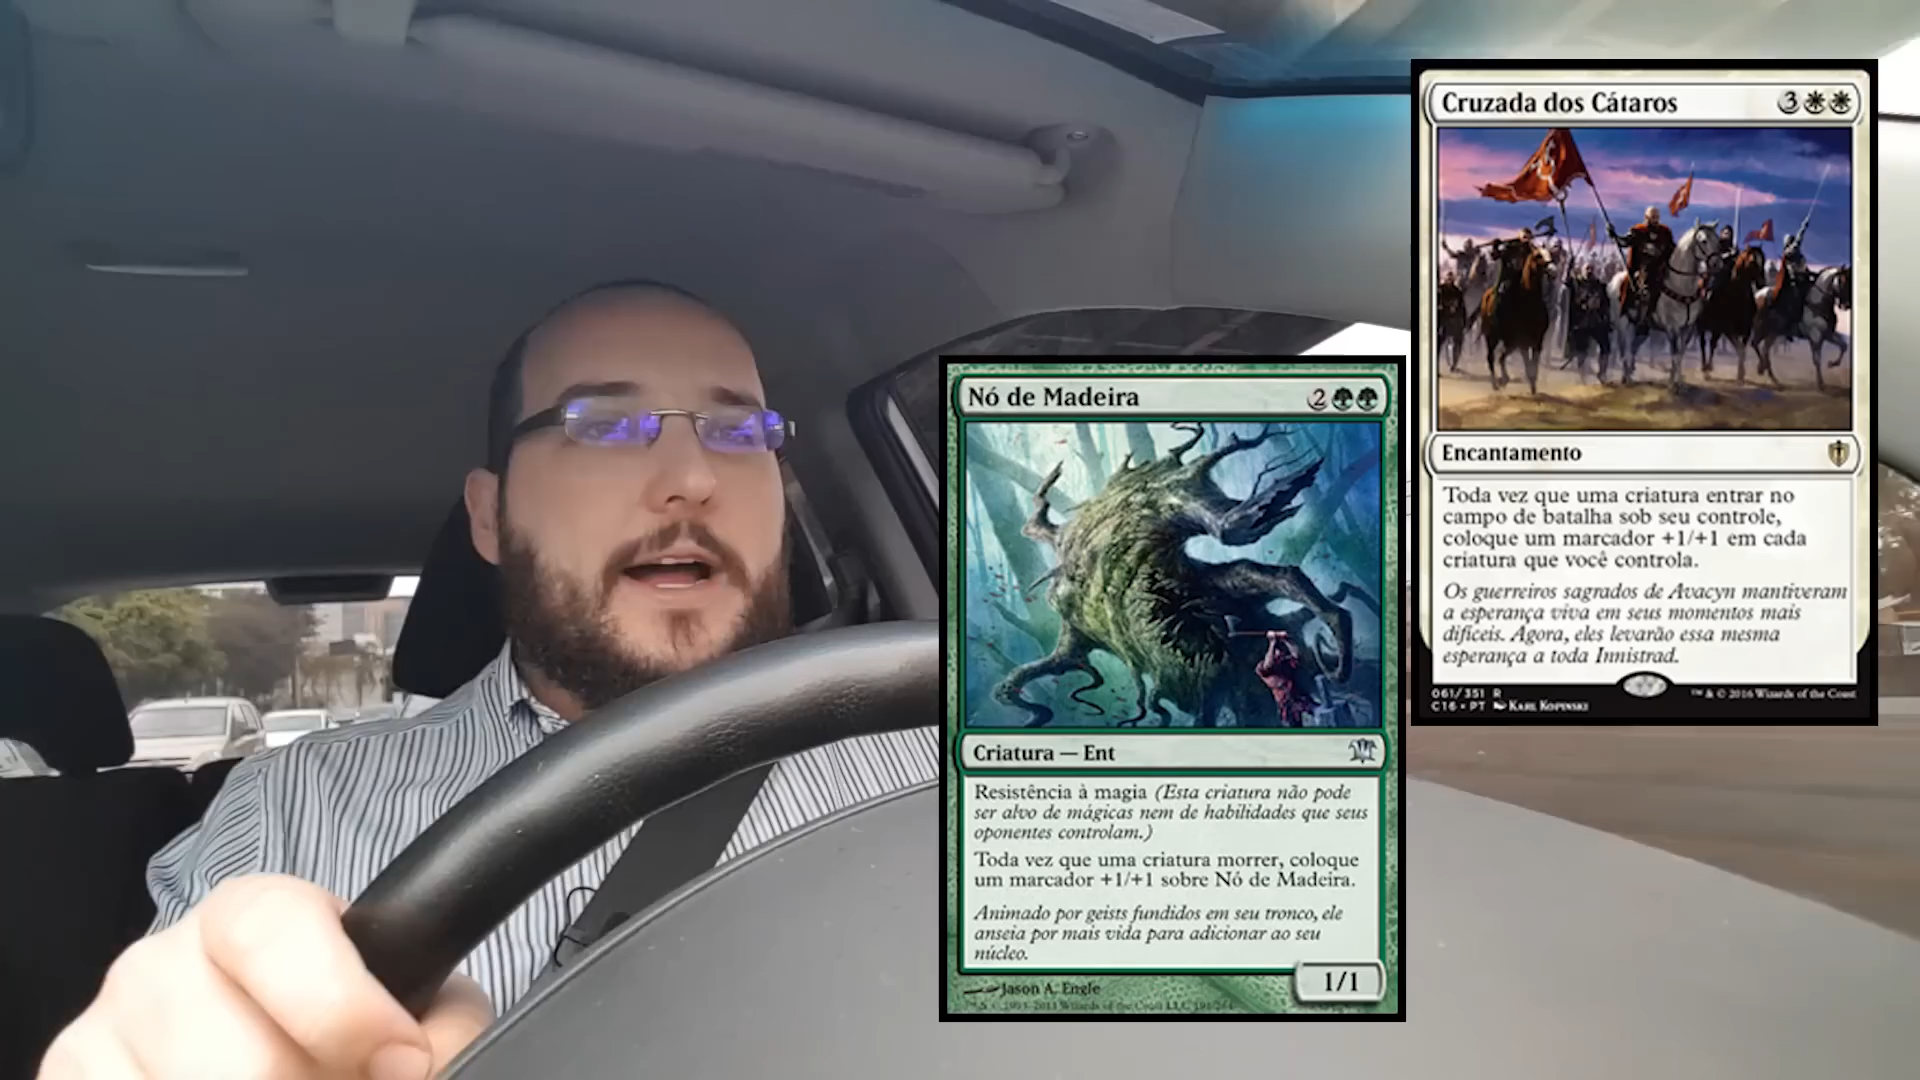 Nó de Madeira 2
Criatura — Ent
Resistência à magia (Esta criatura não pode
ser alvo de mágicas nem de habilidades que seus
oponentes controlam.)
Toda vez que uma criatura morrer, coloque
um marcador +1/+1 sobre Nó de Madeira.
Animado por geists fundidos em seu tronco, ele
anseia por mais vida para adicionar ao seu
núcleo.
1/1
Jason A. Engle
Cruzada dos Cátaros 3
Encantamento
Toda vez que uma criatura entrar no
campo de batalha sob seu controle,
coloque um marcador +1/+1 em cada
criatura que você controla.
Os guerreiros sagrados de Avacyn mantiveram
a esperança viva em seus momentos mais
difíceis. Agora, eles levarão essa mesma
esperança a toda Innistrad.
061/351 R
™ & © 2016 Wizards of the Coast
C16 • PT Karl Kopinski